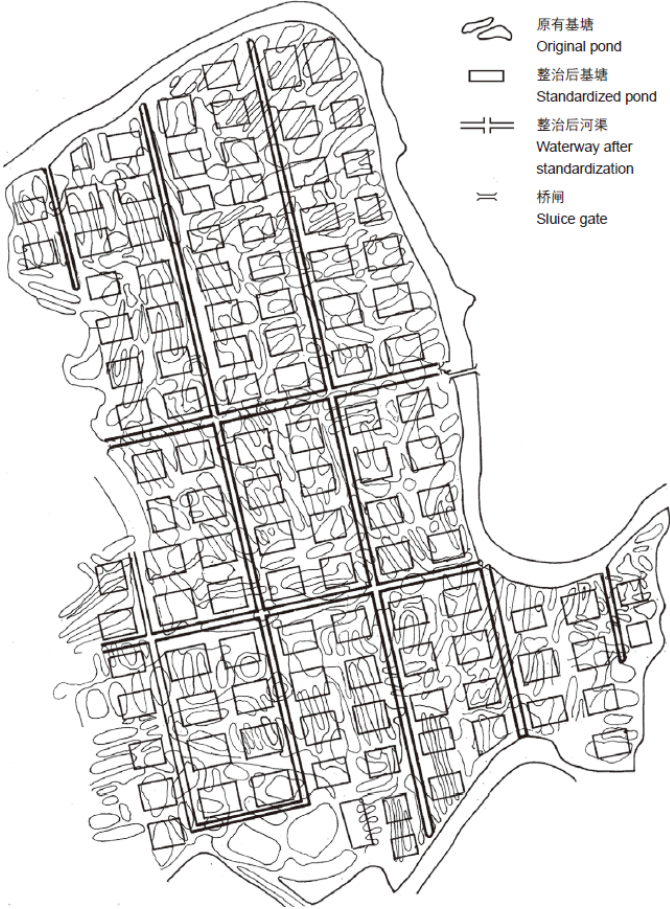 原有基塘
Original pond
整治后基塘
Standardized pond
整治后河渠
Waterway after
standardization
桥闸
Sluice gate